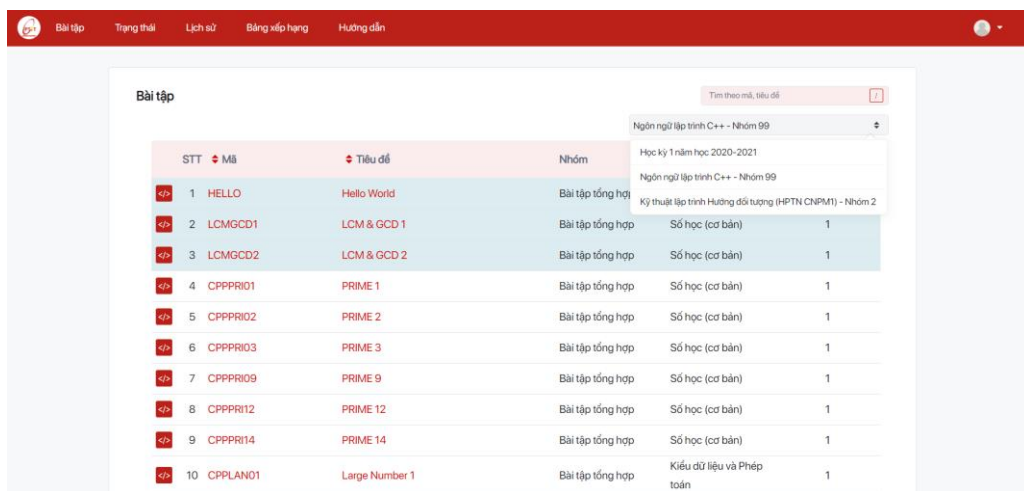 Bài tập Trạng thái Lịch sử Bảng xếp hạng Hướng dẫn
Bài tập
Tìm theo mã, tiêu đề /
Ngôn ngữ lập trình C++ - Nhóm 99
Học kỳ 1 năm học 2020-2021
Ngôn ngữ lập trình C++ - Nhóm 99
Kỹ thuật lập trình Hướng đối tượng (HPTN CNPM1) - Nhóm 2
STT Mã Tiêu đề Nhóm
</> 1 HELLO Hello World Bài tập tổng hợp
</> 2 LCMGCD1 LCM & GCD 1 Bài tập tổng hợp Số học (cơ bản) 1
</> 3 LCMGCD2 LCM & GCD 2 Bài tập tổng hợp Số học (cơ bản) 1
</> 4 CPPPRI01 PRIME 1 Bài tập tổng hợp Số học (cơ bản) 1
</> 5 CPPPRI02 PRIME 2 Bài tập tổng hợp Số học (cơ bản) 1
</> 6 CPPPRI03 PRIME 3 Bài tập tổng hợp Số học (cơ bản) 1
</> 7 CPPPRI09 PRIME 9 Bài tập tổng hợp Số học (cơ bản) 1
</> 8 CPPPRI12 PRIME 12 Bài tập tổng hợp Số học (cơ bản) 1
</> 9 CPPPRI14 PRIME 14 Bài tập tổng hợp Số học (cơ bản) 1
</> 10 CPPLAN01 Large Number 1 Bài tập tổng hợp Kiểu dữ liệu và Phép toán 1